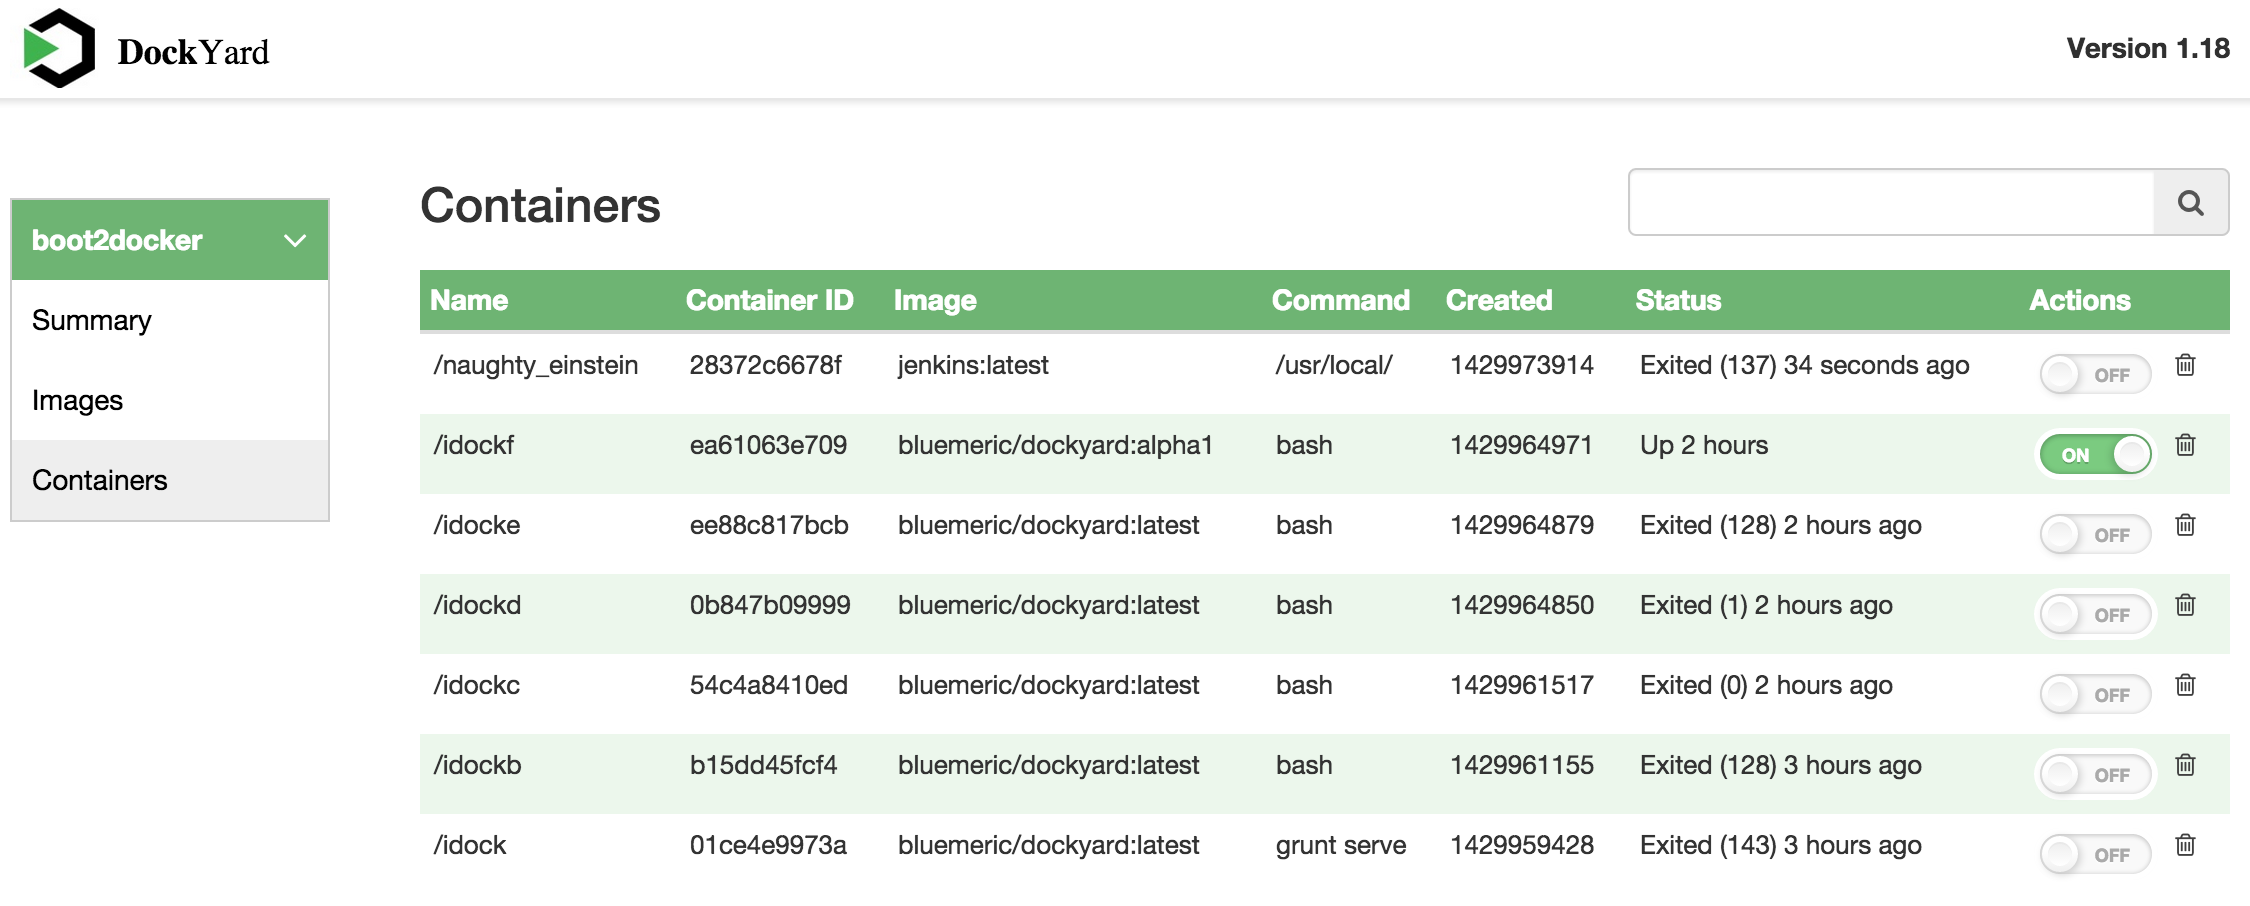 DockYard
Version 1.18
boot2docker
Summary
Images
Containers
Containers
Name Container ID Image Command Created Status Actions
/naughty_einstein 28372c6678f jenkins:latest /usr/local/ 1429973914 Exited (137) 34 seconds ago OFF
/idockf ea61063e709 bluemeric/dockyard:alpha1 bash 1429964971 Up 2 hours ON
/idocke ee88c817bcb bluemeric/dockyard:latest bash 1429964879 Exited (128) 2 hours ago OFF
/idockd 0b847b09999 bluemeric/dockyard:latest bash 1429964850 Exited (1) 2 hours ago OFF
/idockc 54c4a8410ed bluemeric/dockyard:latest bash 1429961517 Exited (0) 2 hours ago OFF
/idockb b15dd45fcf4 bluemeric/dockyard:latest bash 1429961155 Exited (128) 3 hours ago OFF
/idock 01ce4e9973a bluemeric/dockyard:latest grunt serve 1429959428 Exited (143) 3 hours ago OFF